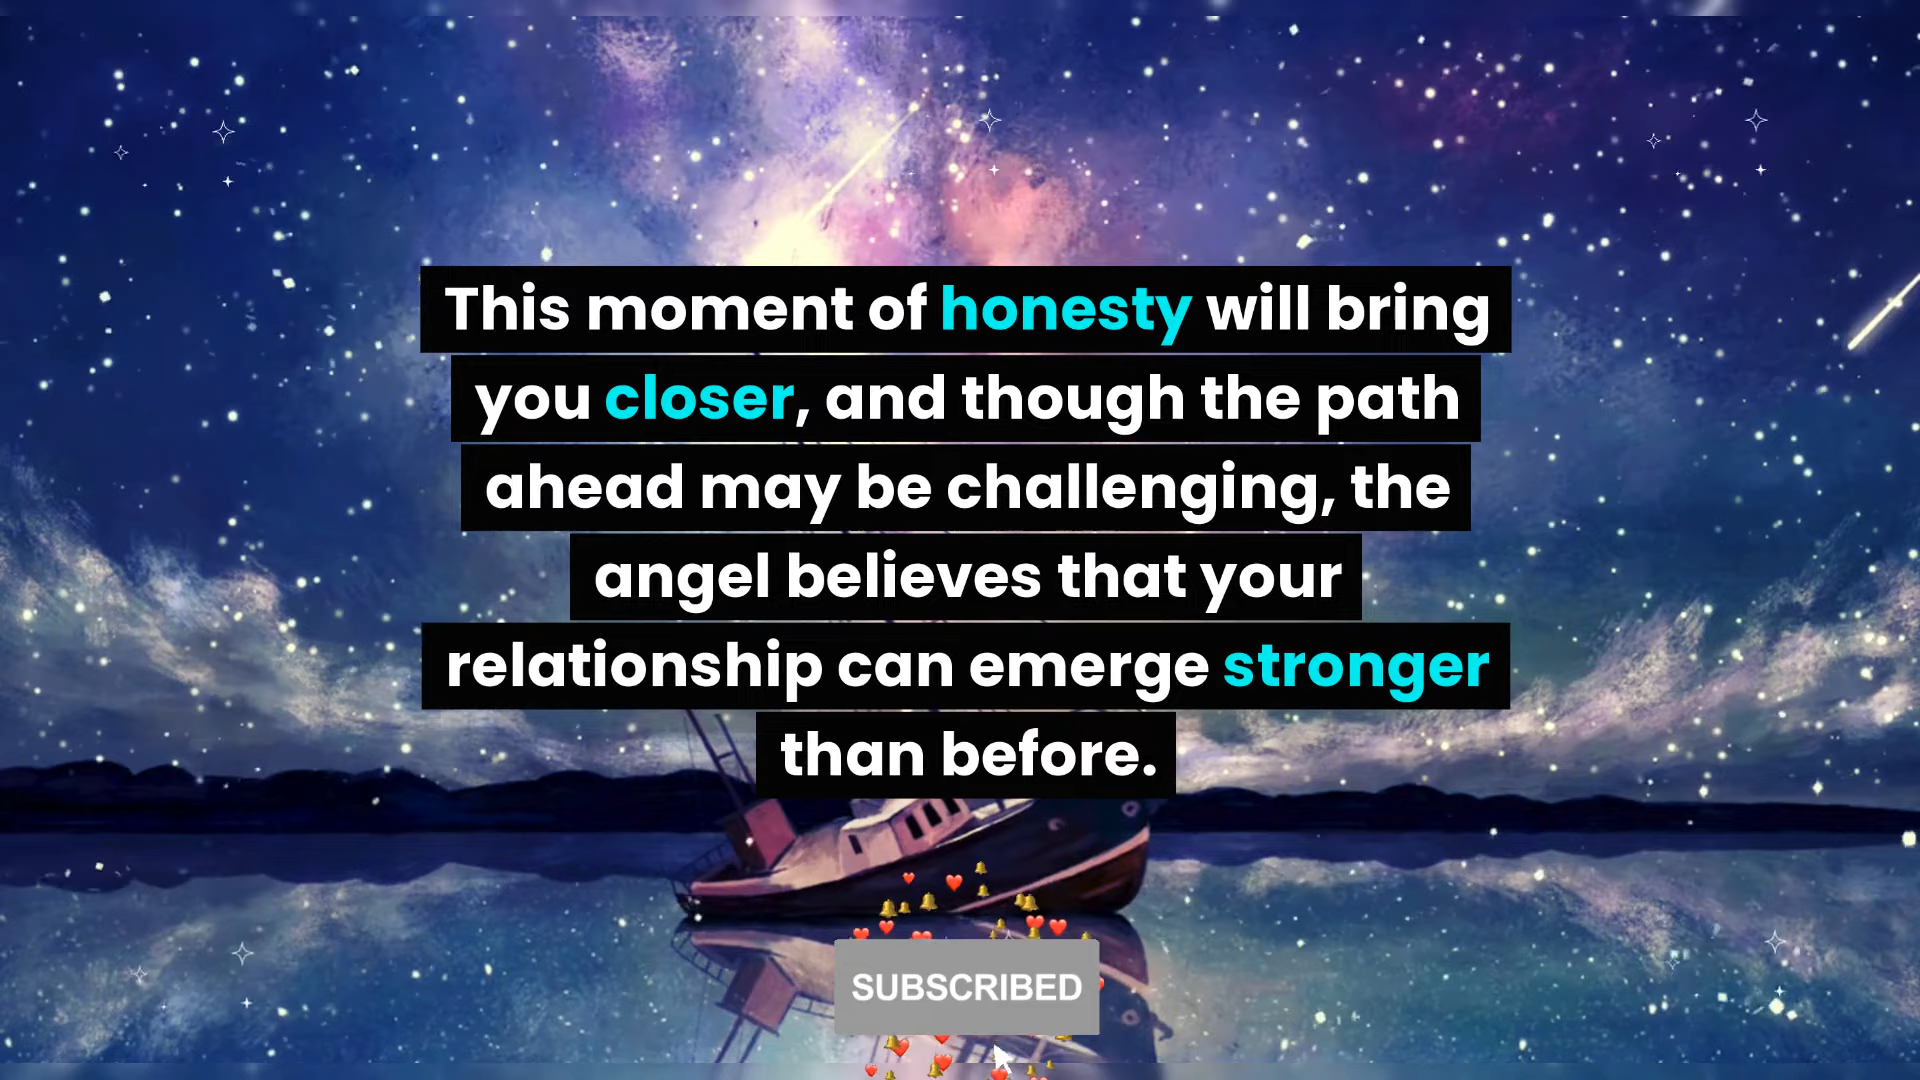 This moment of honesty will bring
you closer, and though the path
ahead may be challenging, the
angel believes that your
relationship can emerge stronger
than before.
SUBSCRIBED